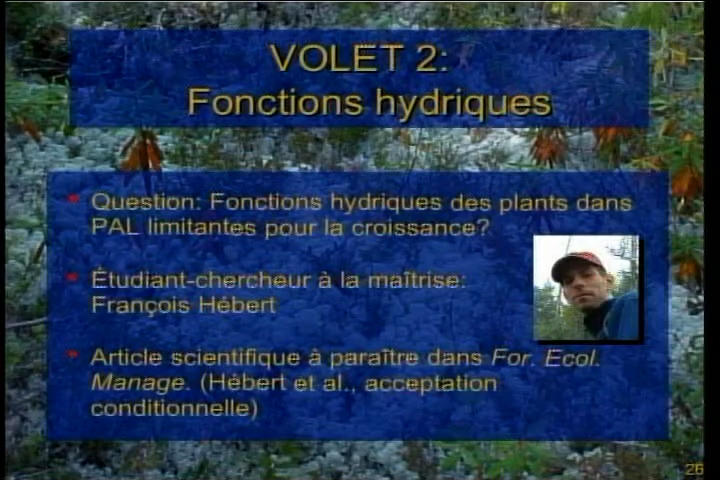 VOLET 2:
Fonctions hydriques
Question: Fonctions hydriques des plants dans
PAL limitantes pour la croissance?
Étudiant-chercheur à la maîtrise:
François Hébert
Article scientifique à paraître dans For. Ecol.
Manage. (Hébert et al., acceptation
conditionnelle)
26